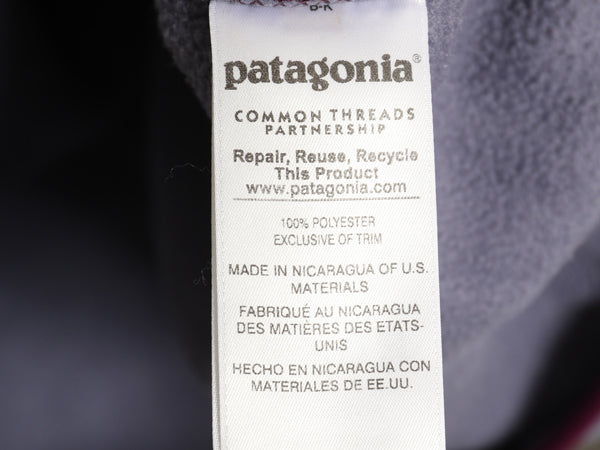 patagonia®
COMMON THREADS
PARTNERSHIP
Repair, Reuse, Recycle
This Product
www.patagonia.com
100% POLYESTER
EXCLUSIVE OF TRIM
MADE IN NICARAGUA OF U.S.
MATERIALS
FABRIQUÉ AU NICARAGUA
DES MATIÈRES DES ETATS-
UNIS
HECHO EN NICARAGUA CON
MATERIALES DE EE.UU.